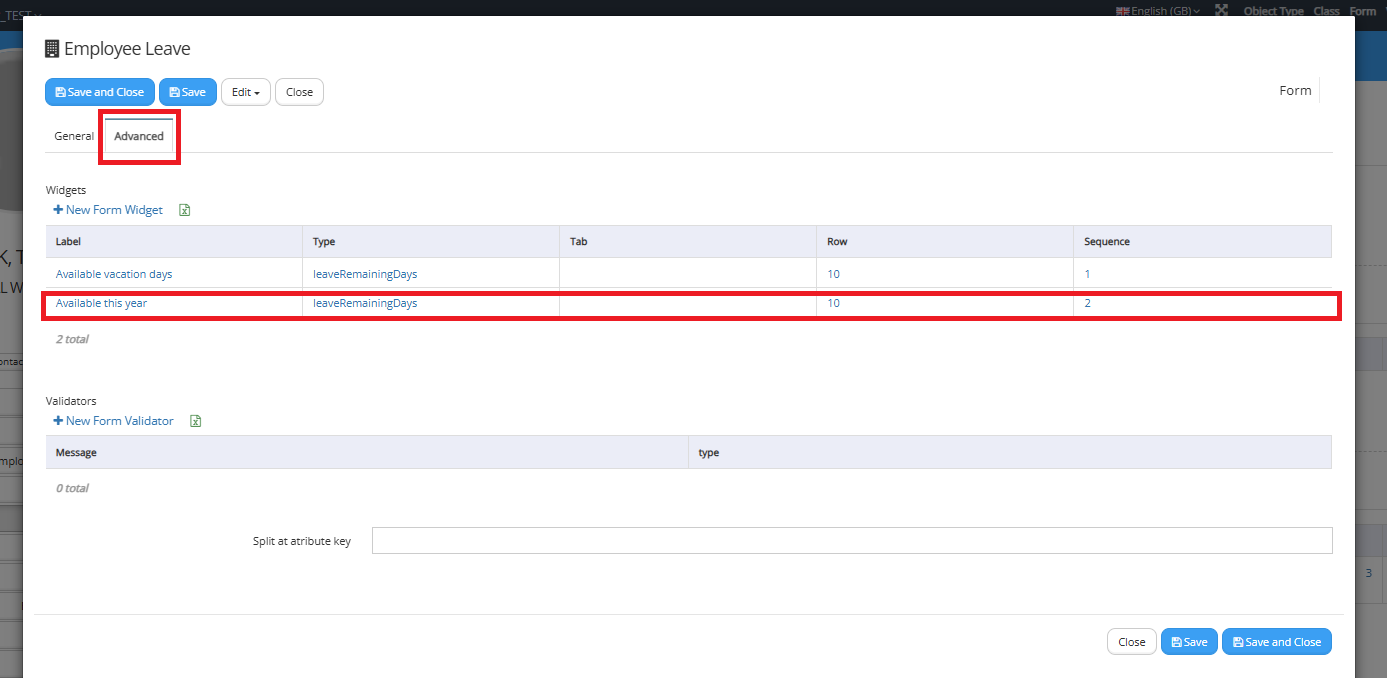 _TEST
English (GB) Object Type Class Form
Employee Leave
Save and Close Save Edit Close
Form
General Advanced
K, T
L W
Widgets
New Form Widget
Label Type Tab Row Sequence
Available vacation days leaveRemainingDays 10 1
Available this year leaveRemainingDays 10 2
2 total
ontac
Validators
New Form Validator
Message type
mplo
0 total
Split at atribute key
3
Close Save Save and Close